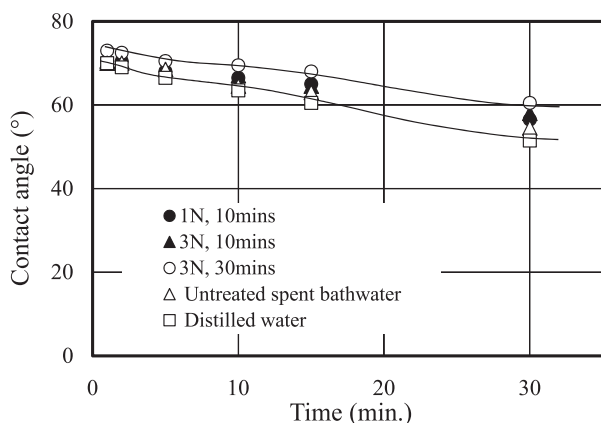 80
60
40
20
0
Contact angle (°)
1N, 10mins
3N, 10mins
3N, 30mins
Untreated spent bathwater
Distilled water
0 10 20 30
Time (min.)